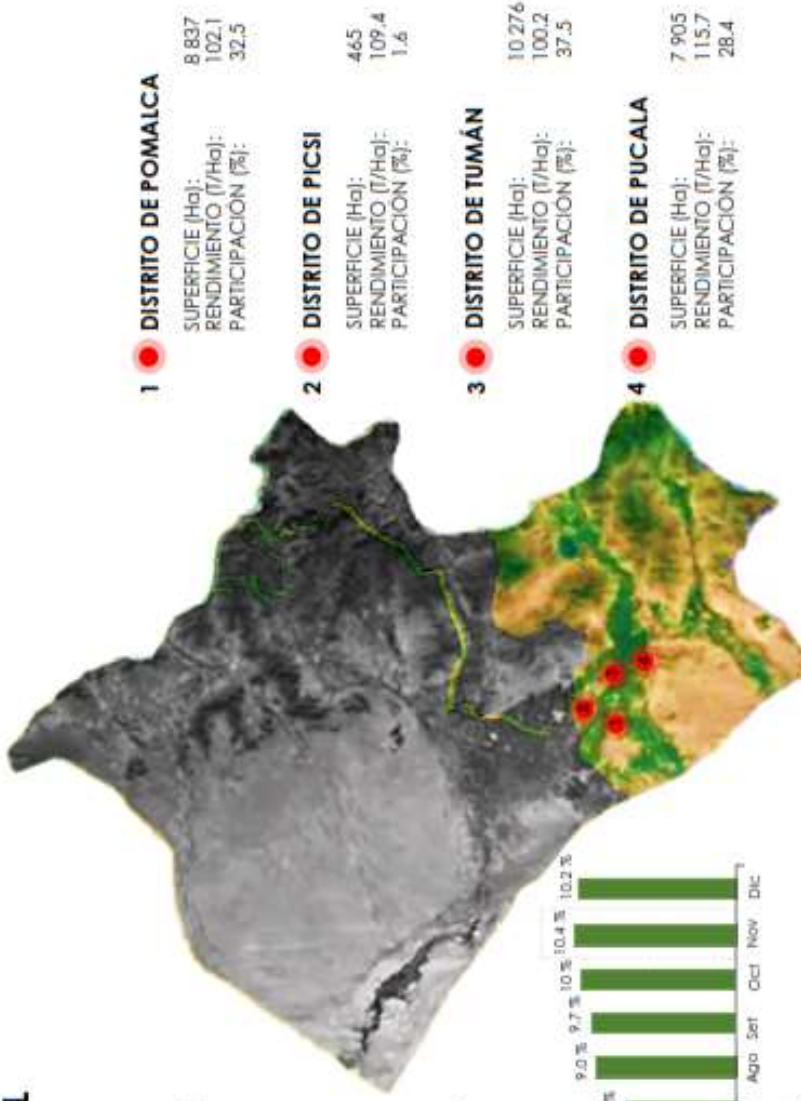 L
1 DISTRITO DE POMALCA
SUPERFICIE (Ha): 8 837
RENDIMIENTO (T/Ha): 102.1
PARTICIPACIÓN (%): 32.5
2 DISTRITO DE PICSI
SUPERFICIE (Ha): 465
RENDIMIENTO (T/Ha): 109.4
PARTICIPACIÓN (%): 1.6
3 DISTRITO DE TUMÁN
SUPERFICIE (Ha): 10 276
RENDIMIENTO (T/Ha): 100.2
PARTICIPACIÓN (%): 37.5
4 DISTRITO DE PUCALA
SUPERFICIE (Ha): 7 905
RENDIMIENTO (T/Ha): 115.7
PARTICIPACIÓN (%): 28.4
% 9.0 % 9.7 % 10 % 10.4 % 10.2 %
Ago Set Oct Nov Dic